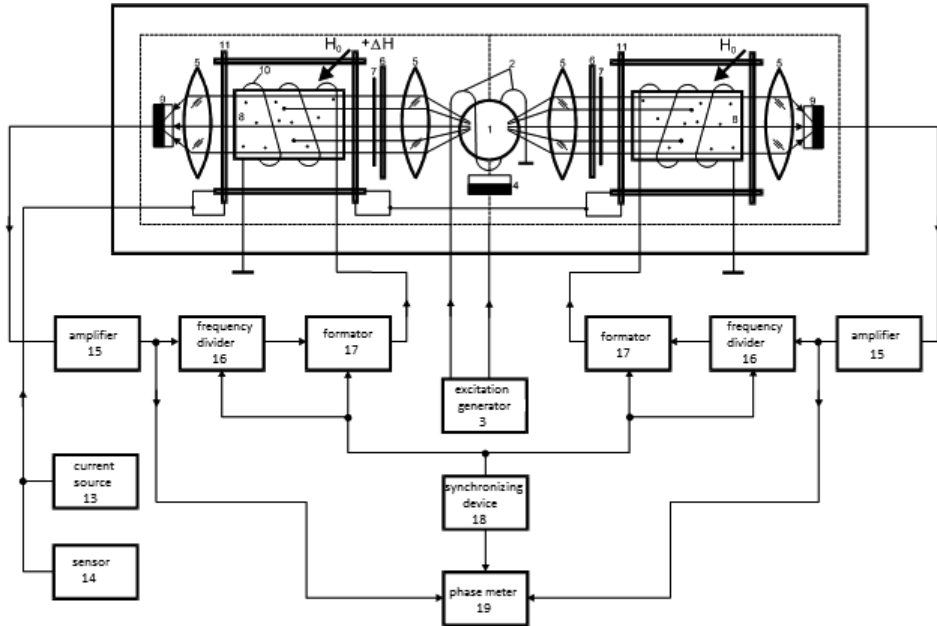 H₀ +ΔH
H₀
11
11
5
5
5
5
10
7
6
2
6
7
9
9
8
1
8
4
amplifier
15
frequency
divider
16
formator
17
excitation
generator
3
formator
17
frequency
divider
16
amplifier
15
current
source
13
synchronizing
device
18
sensor
14
phase meter
19